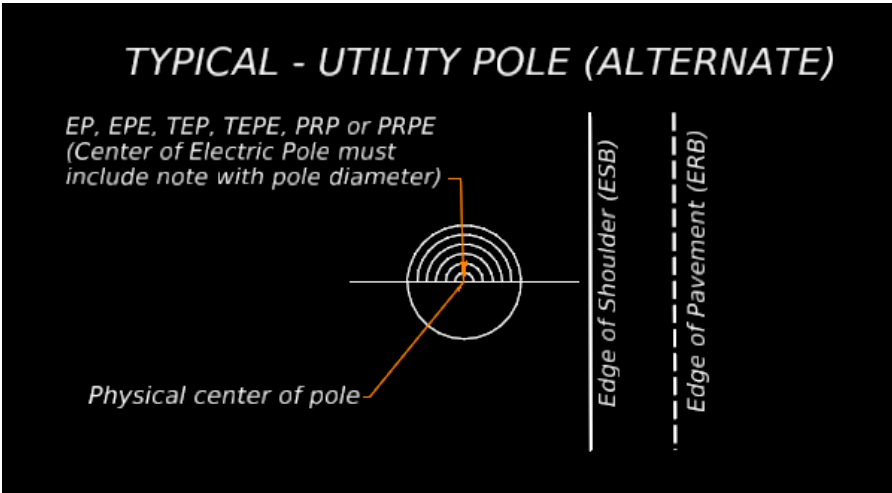 TYPICAL - UTILITY POLE (ALTERNATE)
EP, EPE, TEP, TEPE, PRP or PRPE
(Center of Electric Pole must
include note with pole diameter)
Physical center of pole
Edge of Shoulder (ESB)
Edge of Pavement (ERB)